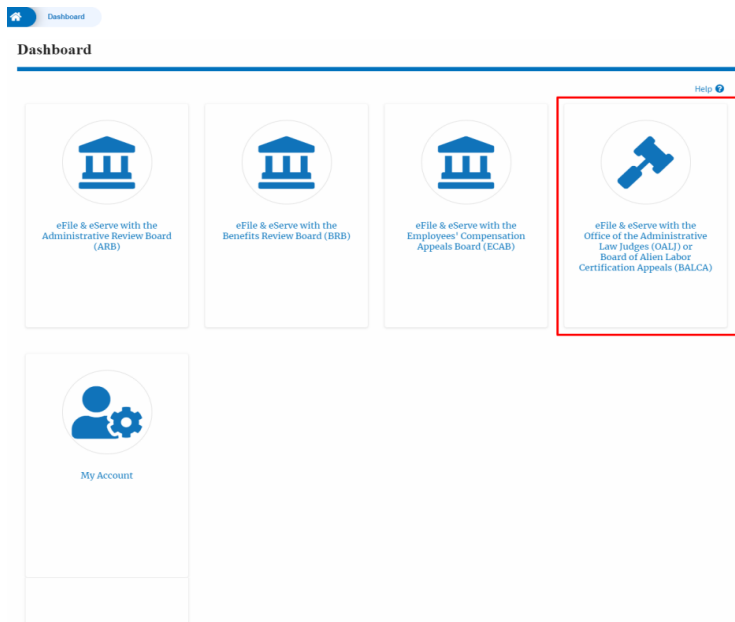 Dashboard
Dashboard
Help
eFile & eServe with the
Administrative Review Board
(ARB)
eFile & eServe with the
Benefits Review Board (BRB)
eFile & eServe with the
Employees' Compensation
Appeals Board (ECAB)
eFile & eServe with the
Office of the Administrative
Law Judges (OALJ) or
Board of Alien Labor
Certification Appeals (BALCA)
My Account